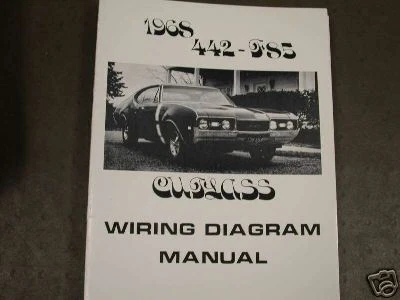 1968
442-F85
CUTLASS
WIRING DIAGRAM
MANUAL